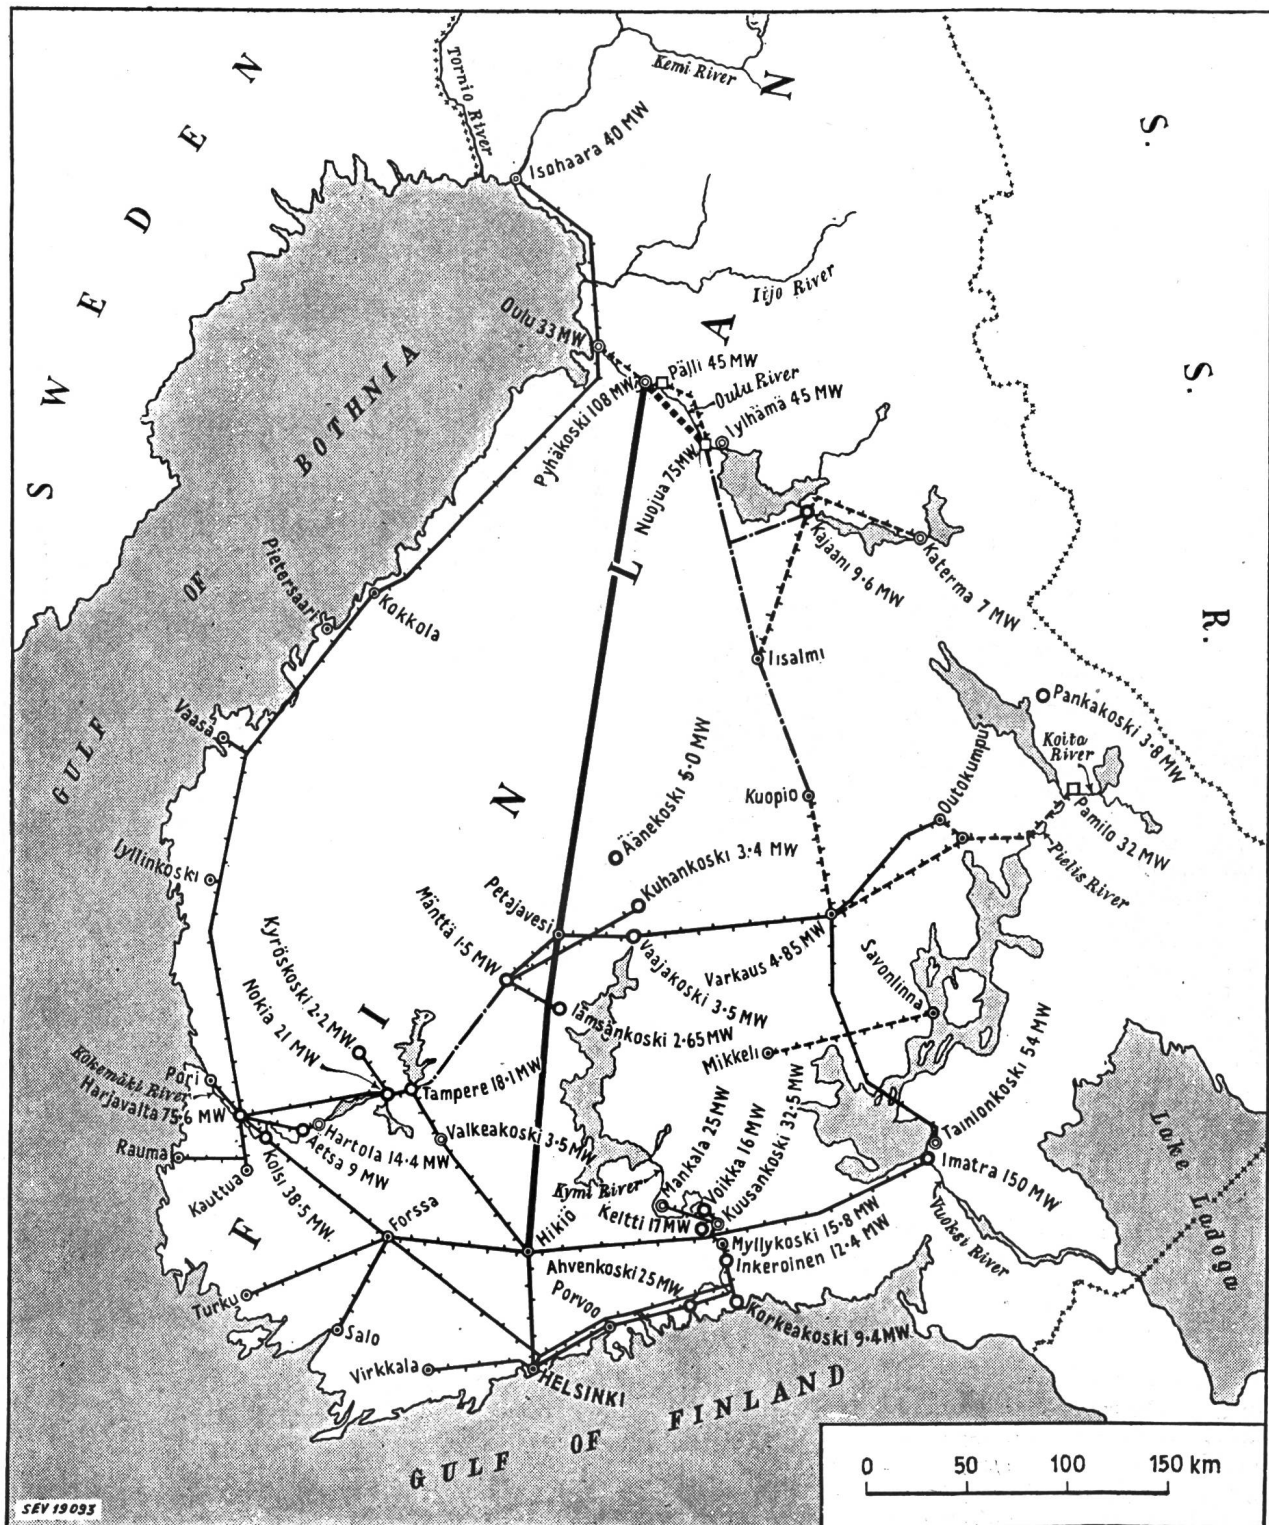 SWEDEN
FINLAND
U.S.S.R.
Tornio River
Kemi River
Isohaara 40 MW
Iijo River
Oulu 33 MW
Pälli 45 MW
Oulu River
Pyhäkoski 108 MW
Iylhämä 45 MW
Nuojua 75 MW
Kajaani 9·6 MW
Katerma 7 MW
GULF OF BOTHNIA
Pietarsaari
Kokkola
Iisalmi
Vaasa
Pankakoski 3·8 MW
Koita River
Äänekoski 5·0 MW
Kuopio
Outokumpu
Pamilo 32 MW
Iyllinkoski
Kuhankoski 3·4 MW
Pielis River
Petajavesi
Mänttä 1·5 MW
Varkaus 4·85 MW
Vaajakoski 3·5 MW
Savonlinna
Kyröskoski 2·2 MW
Nokia 21 MW
Iämsänkoski 2·65 MW
Mikkeli
Tainionkoski 54 MW
Pori
Kokemäki River
Harjavalta 75·6 MW
Tampere 18·1 MW
Valkeakoski 3·5 MW
Hartola 14·4 MW
Aetsa 9 MW
Rauma
Kolsi 38·5 MW
Kauttua
Mankala 25 MW
Voikka 16 MW
Kuusankoski 32·5 MW
Kymi River
Keltti 17 MW
Imatra 150 MW
Vuoksi River
Lake Ladoga
Forssa
Hikiö
Myllykoski 15·8 MW
Inkeroinen 12·4 MW
Ahvenkoski 25 MW
Turku
Porvoo
Korkeakoski 9·4 MW
Salo
Virkkala
HELSINKI
GULF OF FINLAND
0 50 100 150 km
SEV 19093